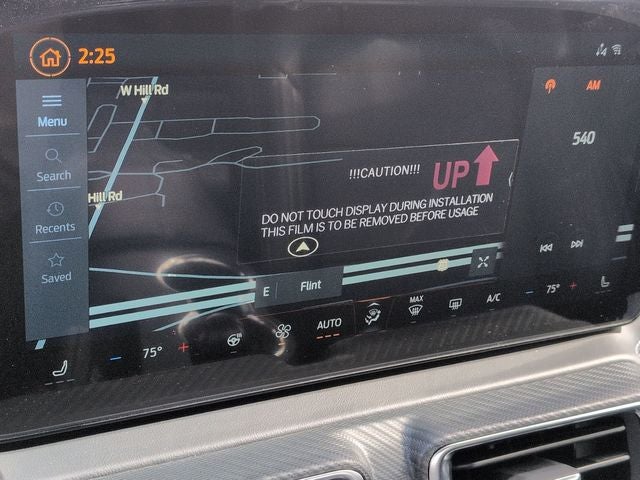 2:25
W Hill Rd
AM
Menu
540
!!!CAUTION!!!
UP
Search
Hill Rd
DO NOT TOUCH DISPLAY DURING INSTALLATION
THIS FILM IS TO BE REMOVED BEFORE USAGE
Recents
Saved
E Flint
75° AUTO MAX A/C 75°